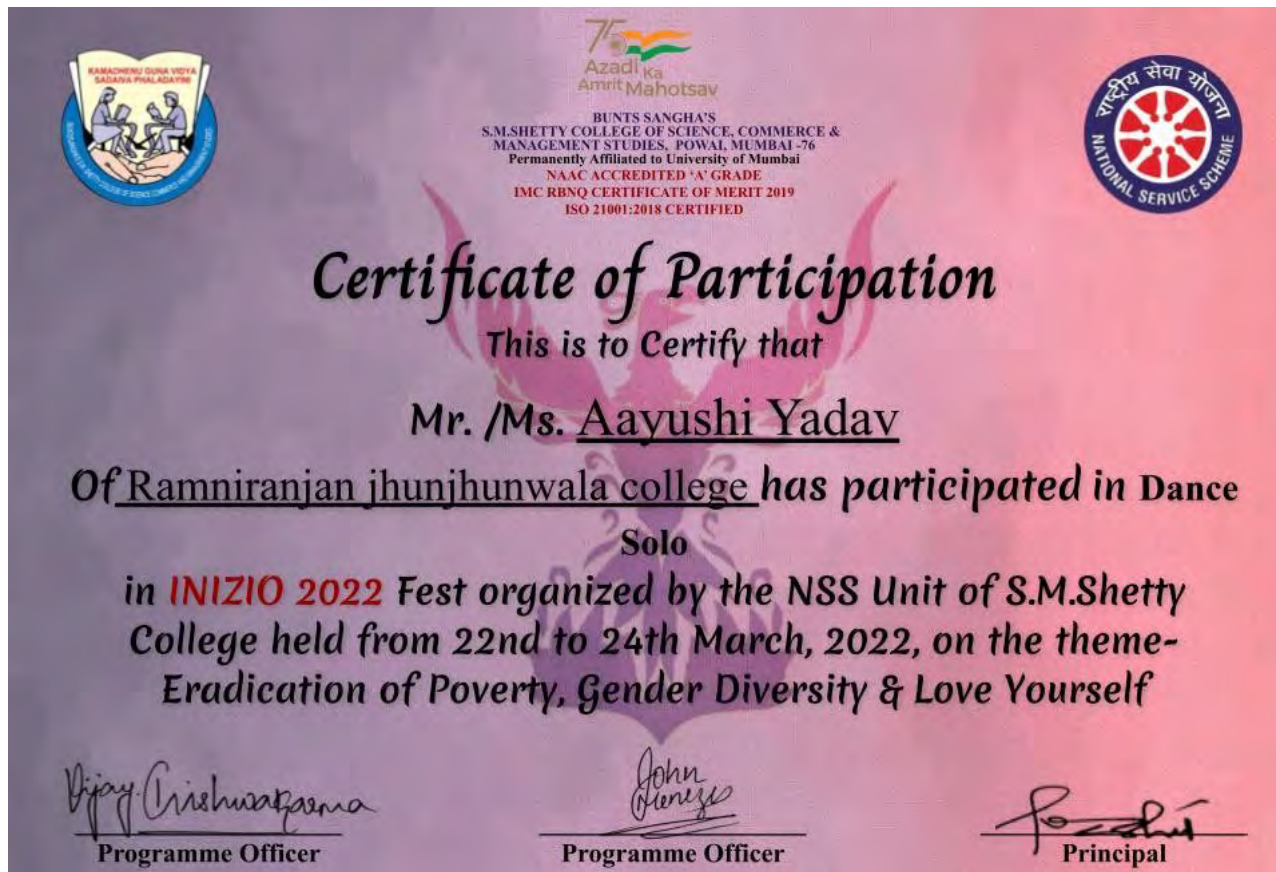 KAMADHENU GUNA VIDYA
SADAIVA PHALADAYINI
75
Azadi Ka
Amrit Mahotsav
राष्ट्रीय सेवा योजना
NATIONAL SERVICE SCHEME
BUNTS SANGHA'S
S.M.SHETTY COLLEGE OF SCIENCE, COMMERCE &
MANAGEMENT STUDIES, POWAI, MUMBAI -76
Permanently Affiliated to University of Mumbai
NAAC ACCREDITED 'A' GRADE
IMC RBNQ CERTIFICATE OF MERIT 2019
ISO 21001:2018 CERTIFIED
Certificate of Participation
This is to Certify that
Mr. /Ms. Aayushi Yadav
Of Ramniranjan jhunjhunwala college has participated in Dance
Solo
in INIZIO 2022 Fest organized by the NSS Unit of S.M.Shetty
College held from 22nd to 24th March, 2022, on the theme-
Eradication of Poverty, Gender Diversity & Love Yourself
Vijay
John
Menezes
Programme Officer
Programme Officer
Principal